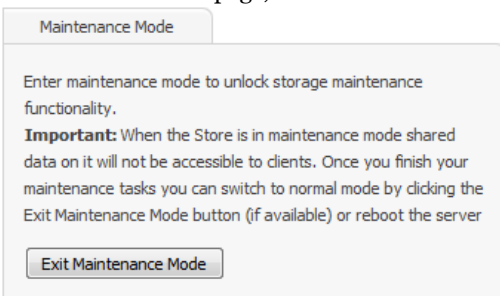 page,
Maintenance Mode
Enter maintenance mode to unlock storage maintenance
functionality.
Important: When the Store is in maintenance mode shared
data on it will not be accessible to clients. Once you finish your
maintenance tasks you can switch to normal mode by clicking the
Exit Maintenance Mode button (if available) or reboot the server
Exit Maintenance Mode